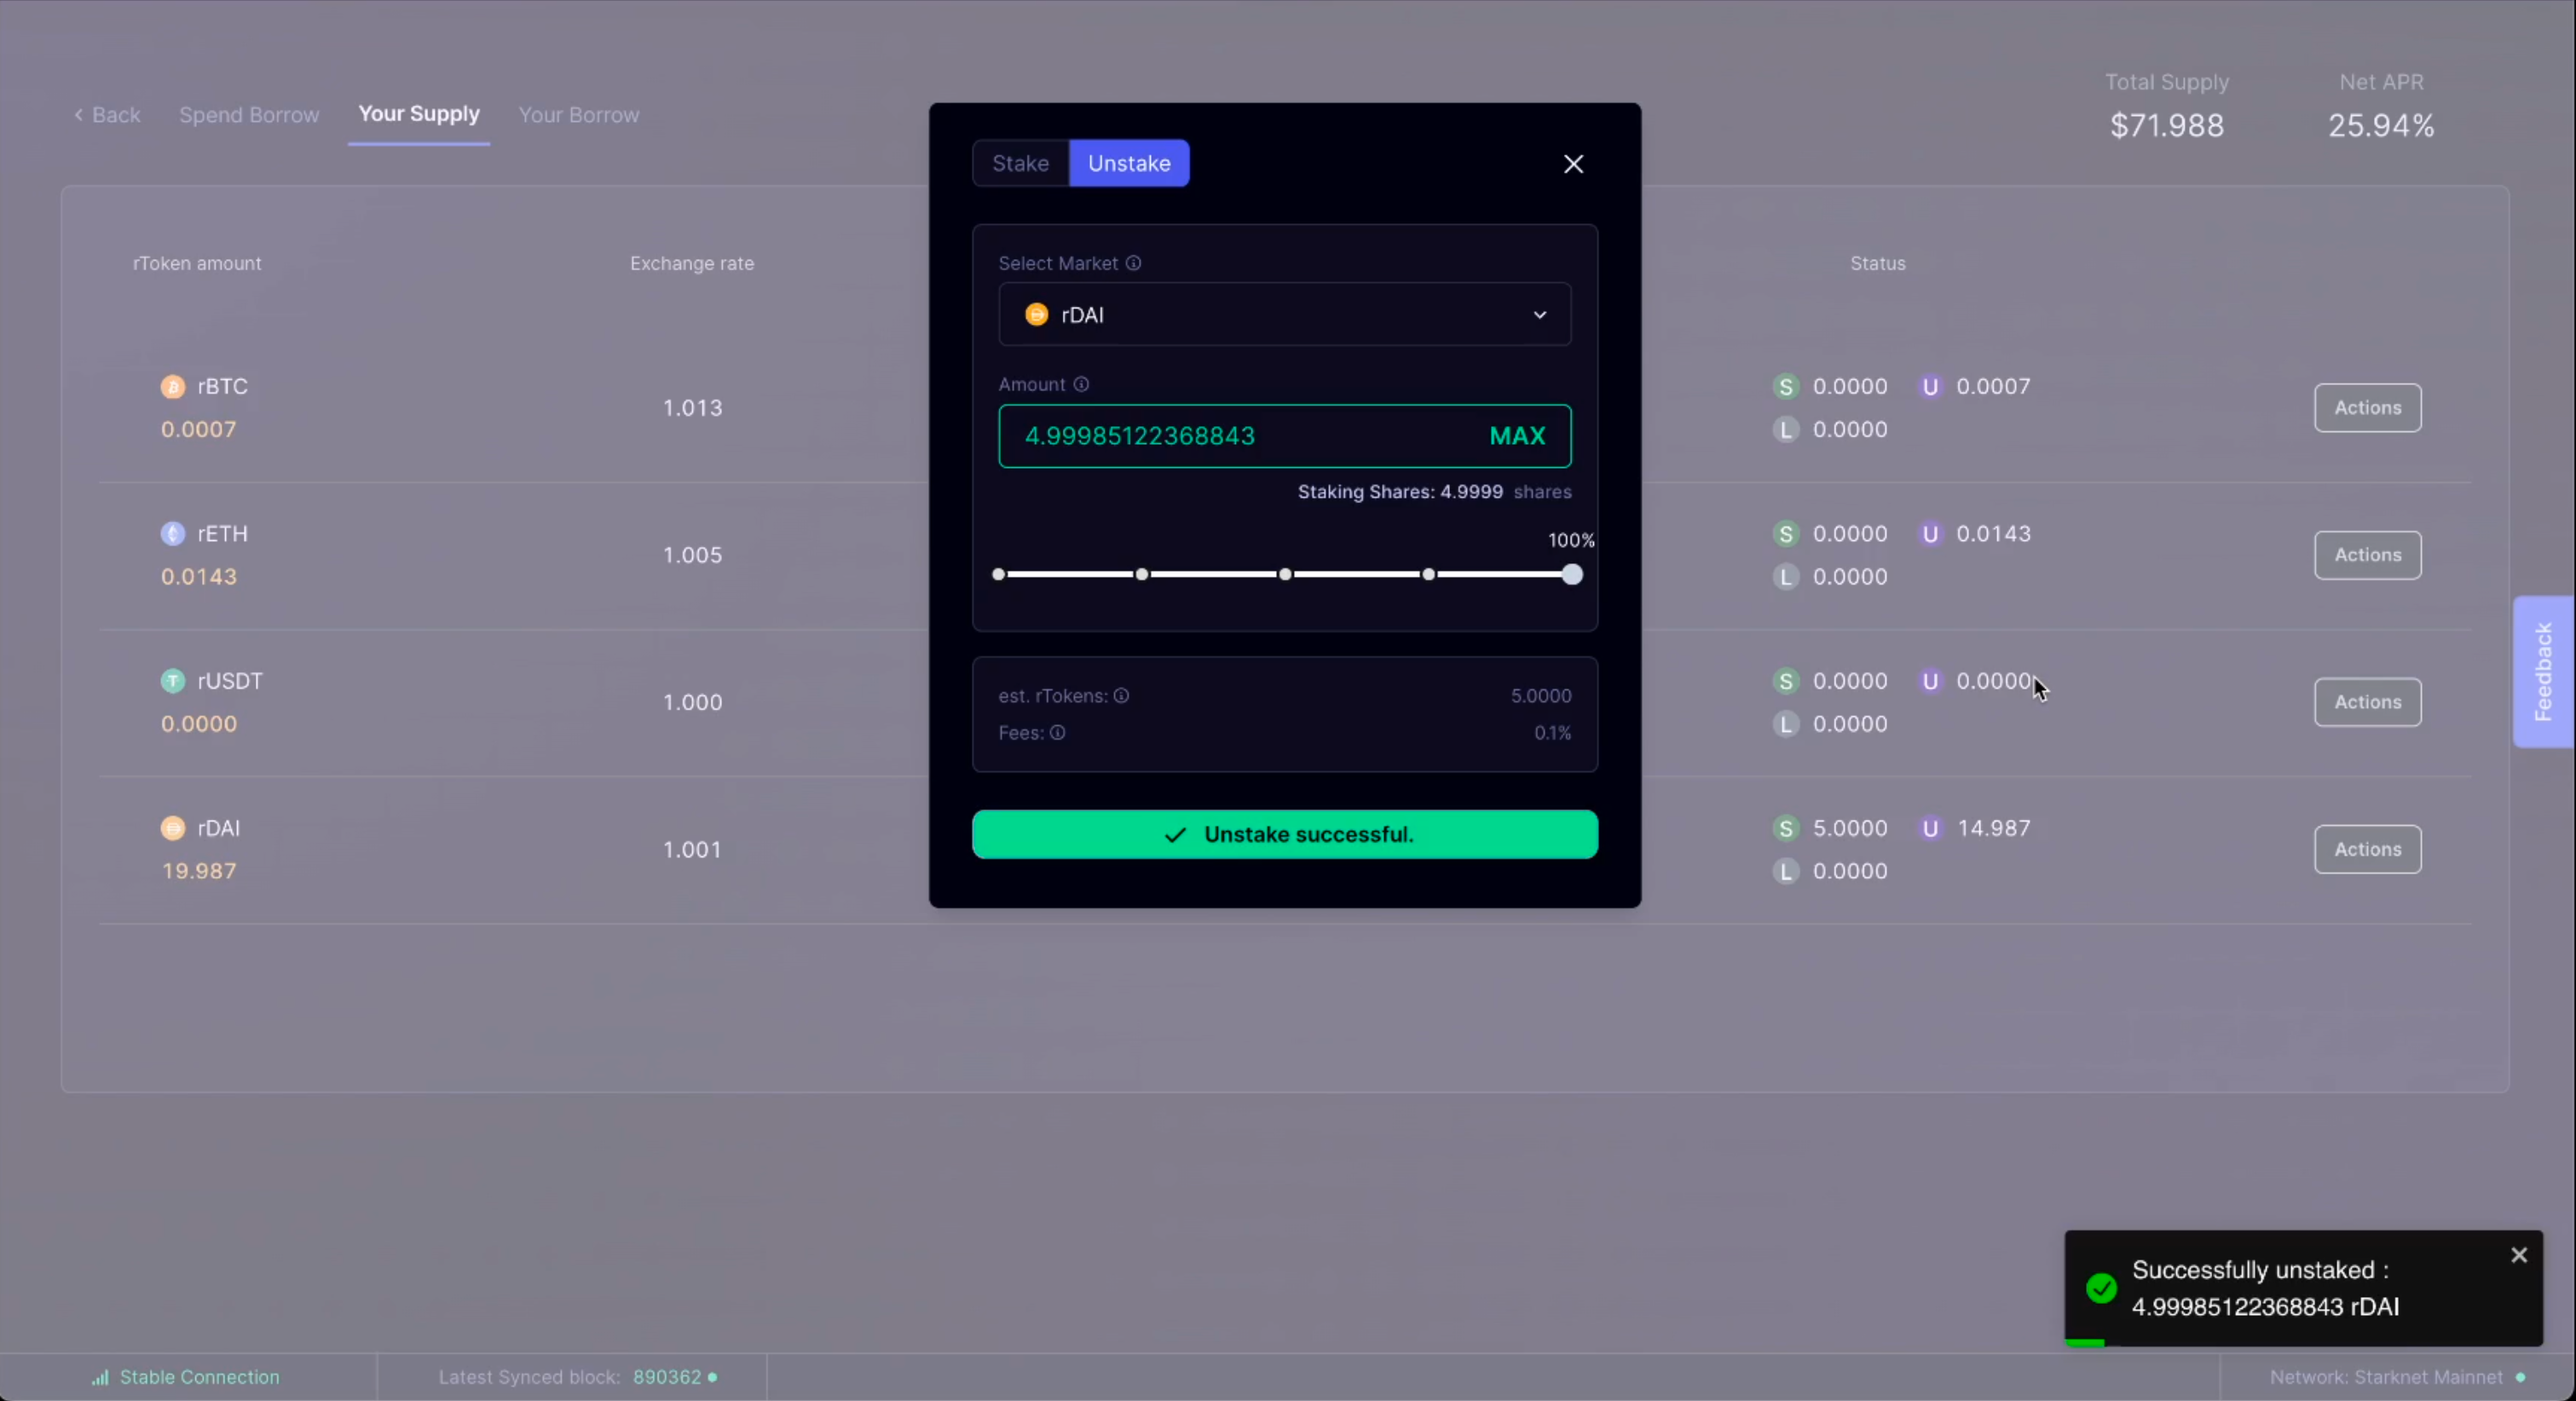 Back Spend Borrow Your Supply Your Borrow
Total Supply Net APR
$71.988 25.94%
rToken amount Exchange rate Status
rBTC
0.0007
1.013
S 0.0000 U 0.0007
L 0.0000
Actions
rETH
0.0143
1.005
S 0.0000 U 0.0143
L 0.0000
Actions
rUSDT
0.0000
1.000
S 0.0000 U 0.0000
L 0.0000
Actions
rDAI
19.987
1.001
S 5.0000 U 14.987
L 0.0000
Actions
Stake Unstake
Select Market
rDAI
Amount
4.99985122368843 MAX
Staking Shares: 4.9999 shares
100%
est. rTokens: 5.0000
Fees: 0.1%
Unstake successful.
Feedback
Successfully unstaked :
4.99985122368843 rDAI
Stable Connection Latest Synced block: 890362 Network: Starknet Mainnet